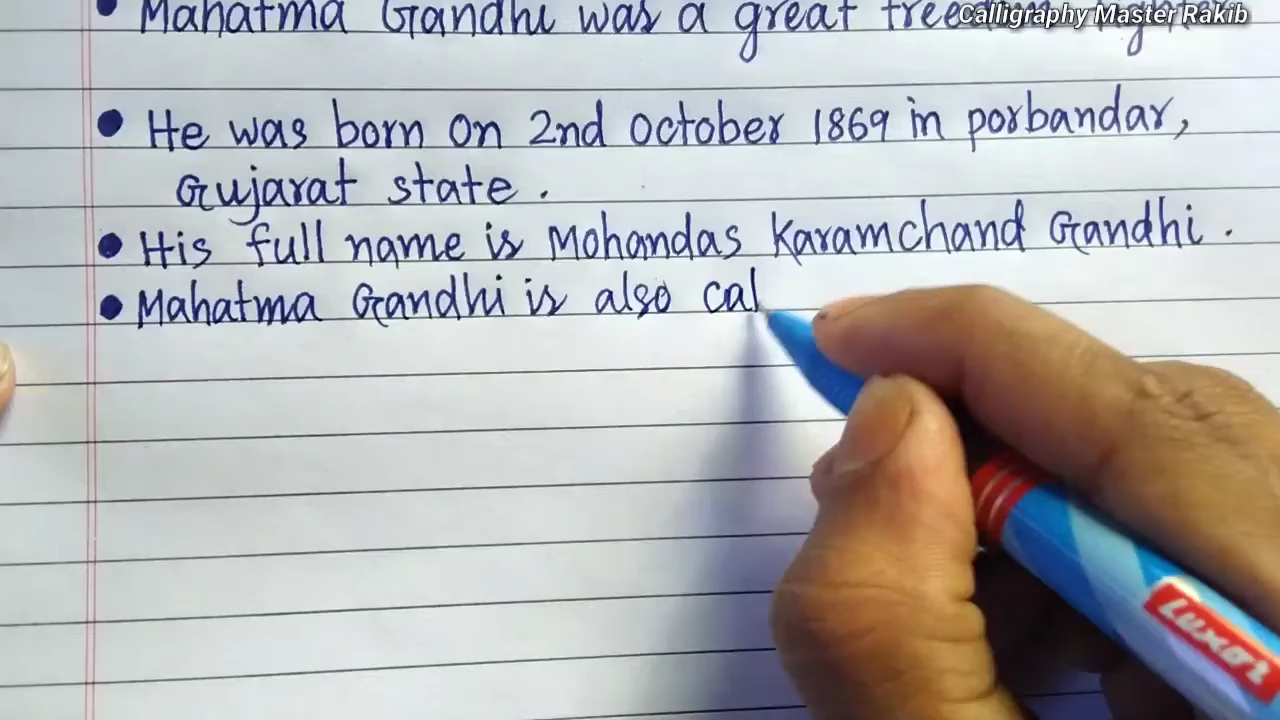 • Mahatma Gandhi was a great
Calligraphy Master Rakib
• He was born on 2nd October 1869 in porbandar,
Gujarat state.
• His full name is Mohandas Karamchand Gandhi.
• Mahatma Gandhi is also cal
Luxor